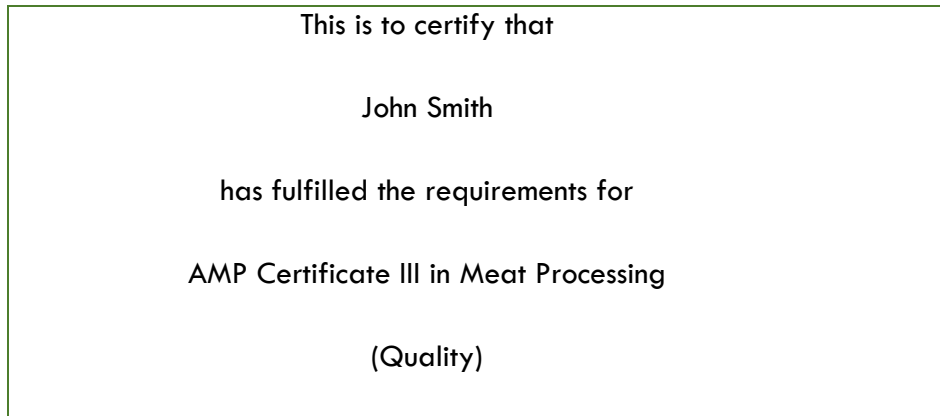 This is to certify that
John Smith
has fulfilled the requirements for
AMP Certificate III in Meat Processing
(Quality)